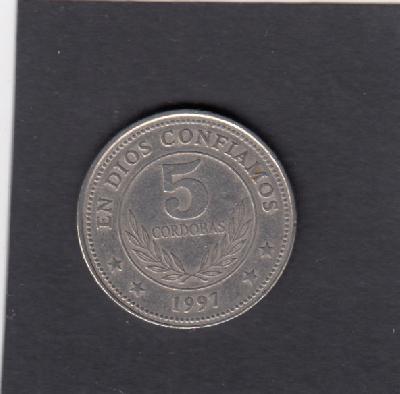 EN DIOS CONFIAMOS
5
CORDOBAS
1997